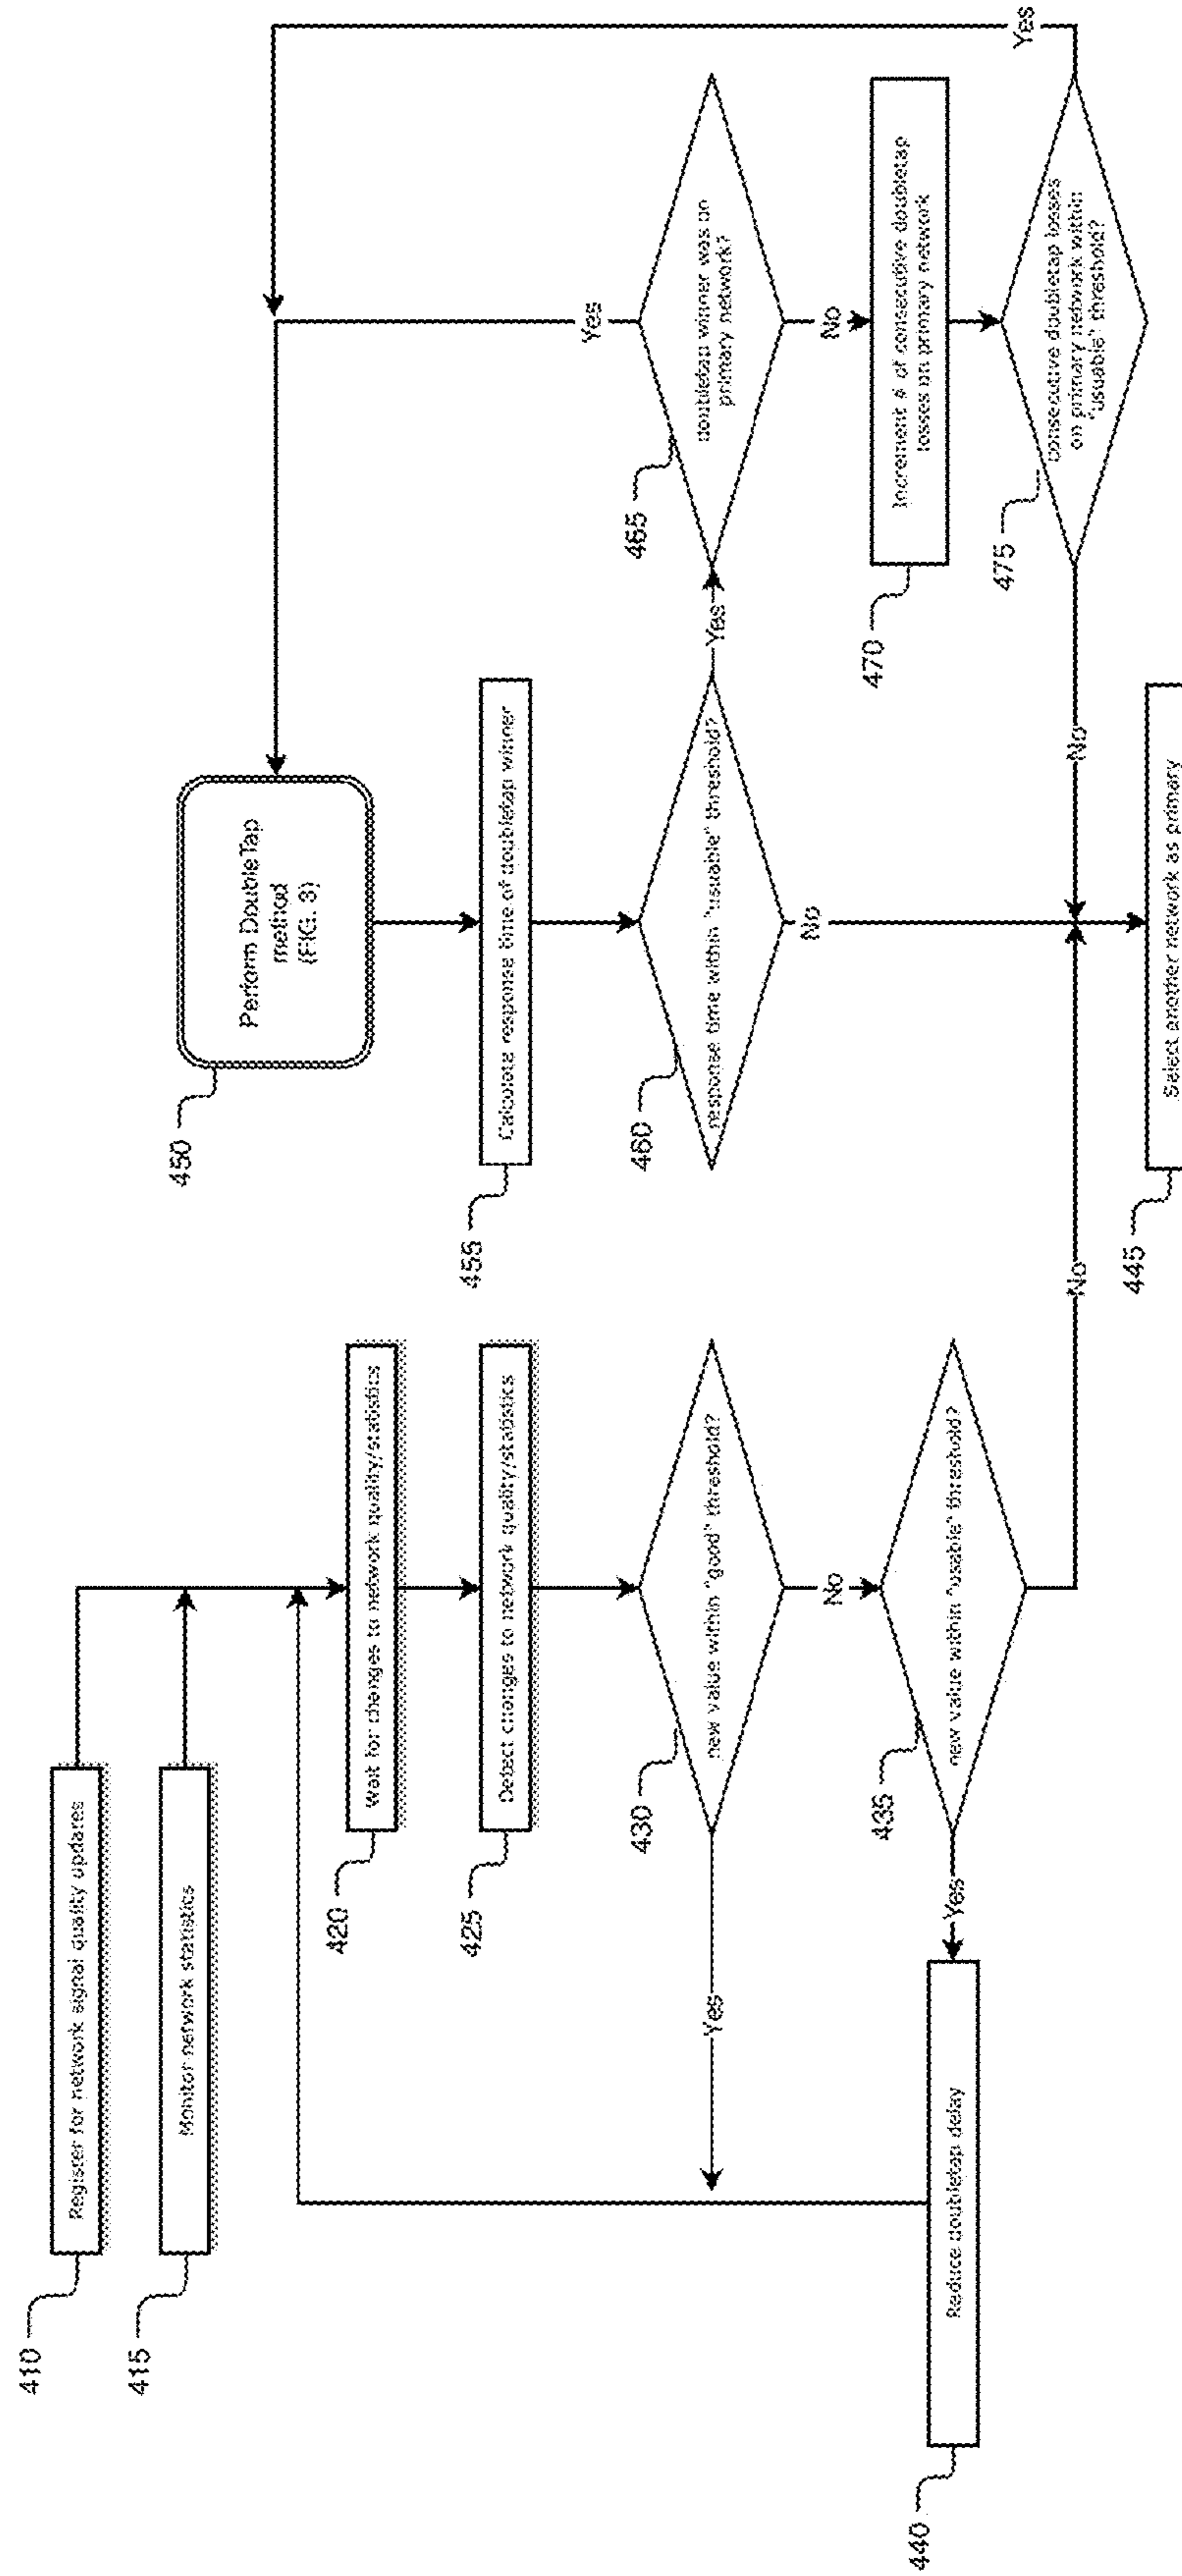 410
Register for network signal quality updates
415
Monitor network statistics
420
Wait for changes to network quality/statistics
425
Detect changes to network quality/statistics
430
new value within "good" threshold?
Yes
No
435
new value within "usable" threshold?
Yes
No
440
Reduce doubletap delay
450
Perform DoubleTap
method
(FIG. 3)
455
Calculate response time of doubletap winner
460
response time within "usuable" threshold?
Yes
No
465
doubletap winner was on
primary network?
Yes
No
470
Increment # of consecutive doubletap
losses on primary network
475
consecutive doubletap losses
on primary network within
"usuable" threshold?
Yes
No
445
Select another network as primary